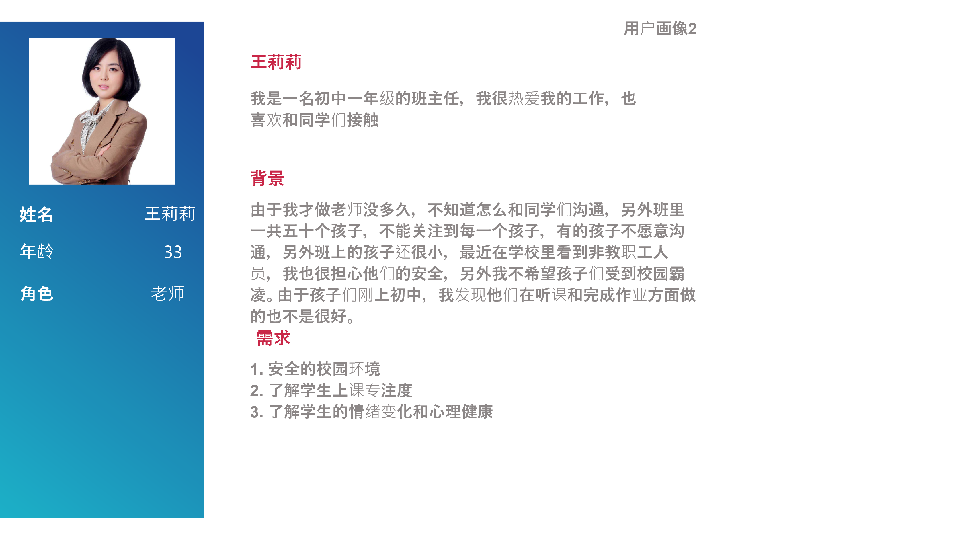 用户画像2
王莉莉
我是一名初中一年级的班主任，我很热爱我的工作，也
喜欢和同学们接触
背景
由于我才做老师没多久，不知道怎么和同学们沟通，另外班里
一共五十个孩子，不能关注到每一个孩子，有的孩子不愿意沟
通，另外班上的孩子还很小，最近在学校里看到非教职工人
员，我也很担心他们的安全，另外我不希望孩子们受到校园霸
凌。由于孩子们刚上初中，我发现他们在听课和完成作业方面做
的也不是很好。
需求
1. 安全的校园环境
2. 了解学生上课专注度
3. 了解学生的情绪变化和心理健康
姓名 王莉莉
年龄 33
角色 老师